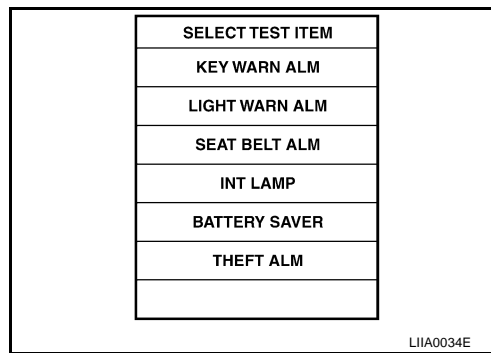 SELECT TEST ITEM
KEY WARN ALM
LIGHT WARN ALM
SEAT BELT ALM
INT LAMP
BATTERY SAVER
THEFT ALM
LIIA0034E